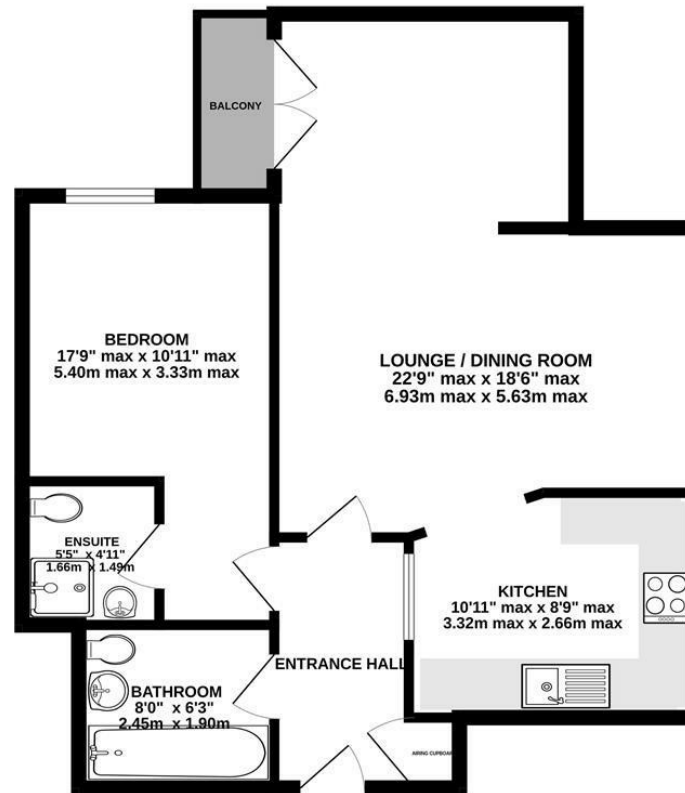 BALCONY
BEDROOM
17'9" max x 10'11" max
5.40m max x 3.33m max
LOUNGE / DINING ROOM
22'9" max x 18'6" max
6.93m max x 5.63m max
ENSUITE
5'5" x 4'11"
1.66m x 1.49m
KITCHEN
10'11" max x 8'9" max
3.32m max x 2.66m max
ENTRANCE HALL
BATHROOM
8'0" x 6'3"
2.45m x 1.90m
AIRING CUPBOARD